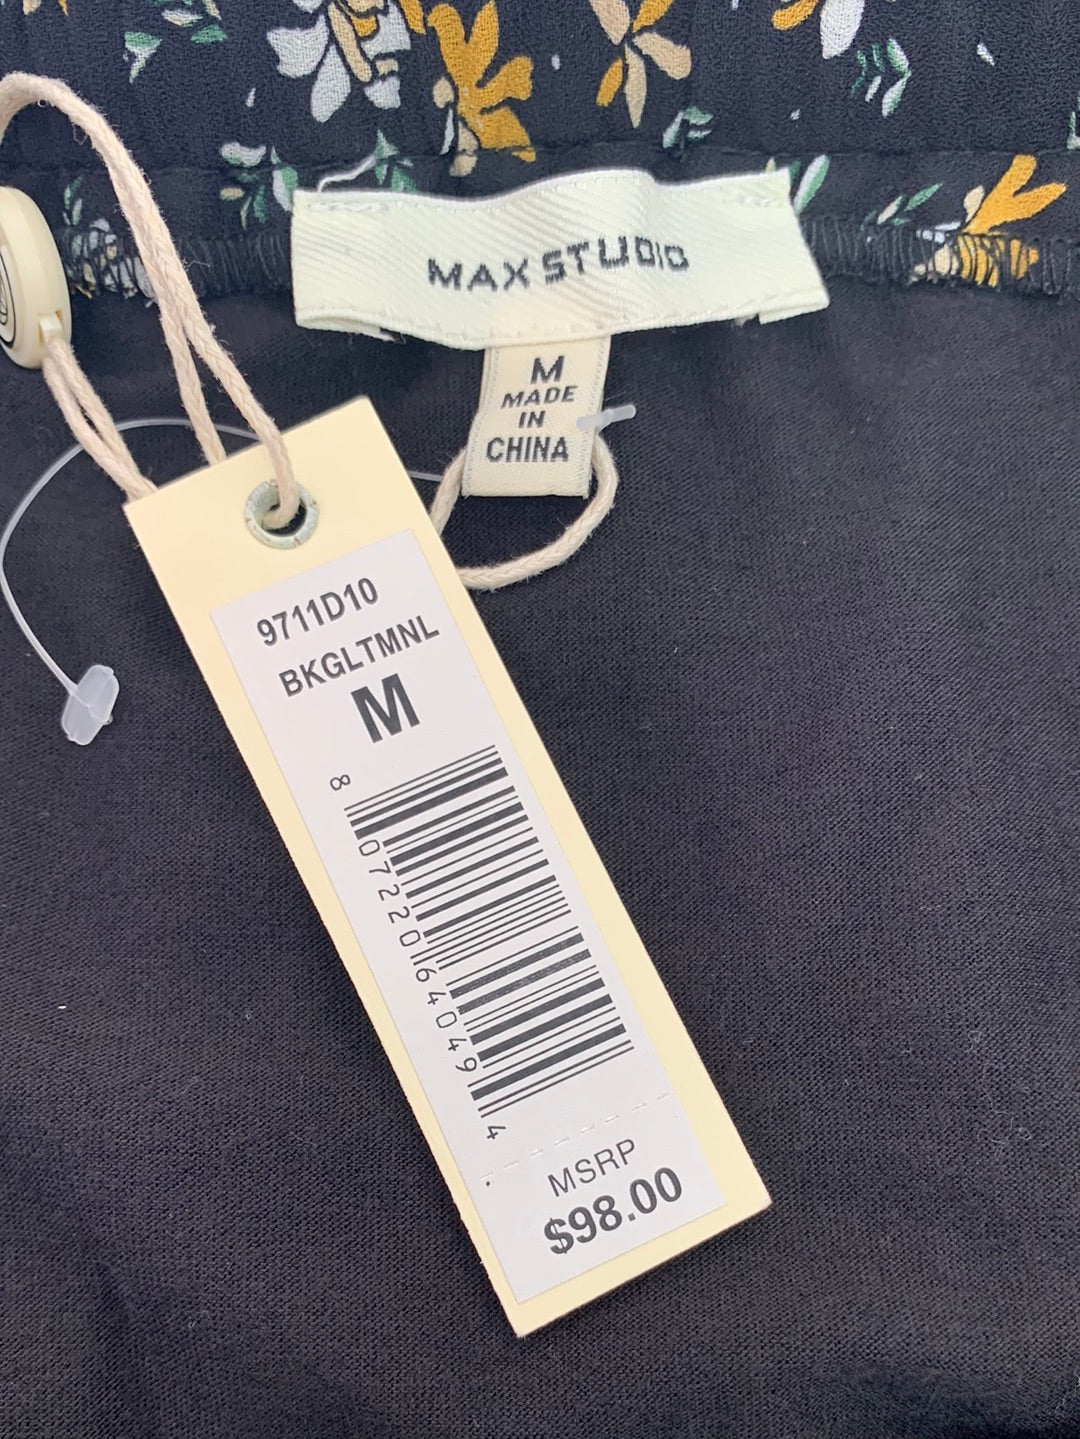 MAX STUDIO
M
MADE
IN
CHINA
9711D10
BKGLTMNL
M
8 07220 64049 4
MSRP
$98.00